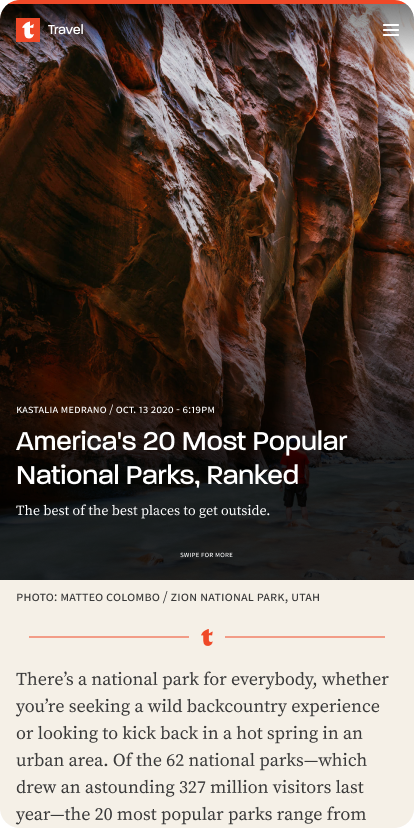 t Travel
KASTALIA MEDRANO / OCT. 13 2020 - 6:19PM
America's 20 Most Popular
National Parks, Ranked
The best of the best places to get outside.
SWIPE FOR MORE
PHOTO: MATTEO COLOMBO / ZION NATIONAL PARK, UTAH
t
There’s a national park for everybody, whether
you’re seeking a wild backcountry experience
or looking to kick back in a hot spring in an
urban area. Of the 62 national parks—which
drew an astounding 327 million visitors last
year—the 20 most popular parks range from